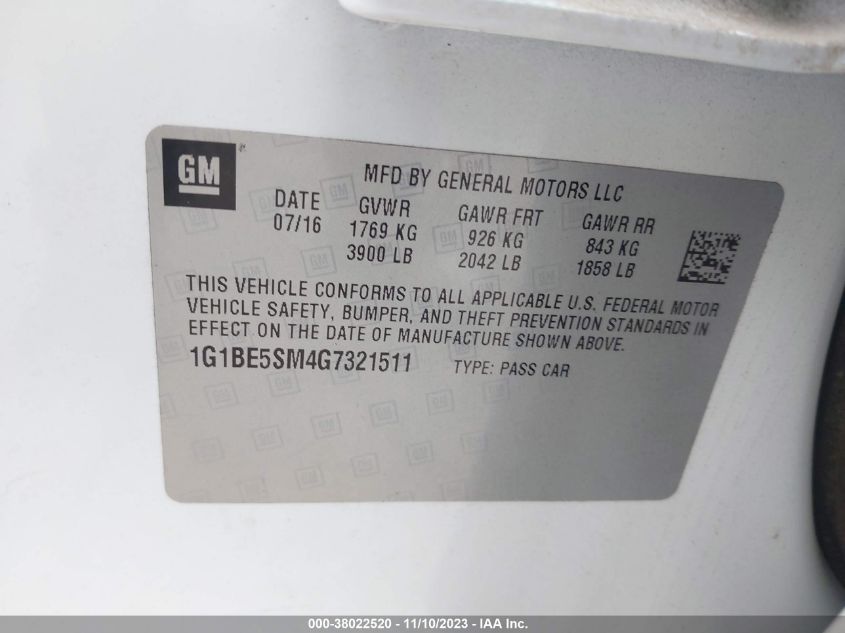 GM
MFD BY GENERAL MOTORS LLC
DATE GVWR GAWR FRT GAWR RR
07/16 1769 KG 926 KG 843 KG
3900 LB 2042 LB 1858 LB
THIS VEHICLE CONFORMS TO ALL APPLICABLE U.S. FEDERAL MOTOR
VEHICLE SAFETY, BUMPER, AND THEFT PREVENTION STANDARDS IN
EFFECT ON THE DATE OF MANUFACTURE SHOWN ABOVE.
1G1BE5SM4G7321511 TYPE: PASS CAR
000-38022520 - 11/10/2023 - IAA Inc.